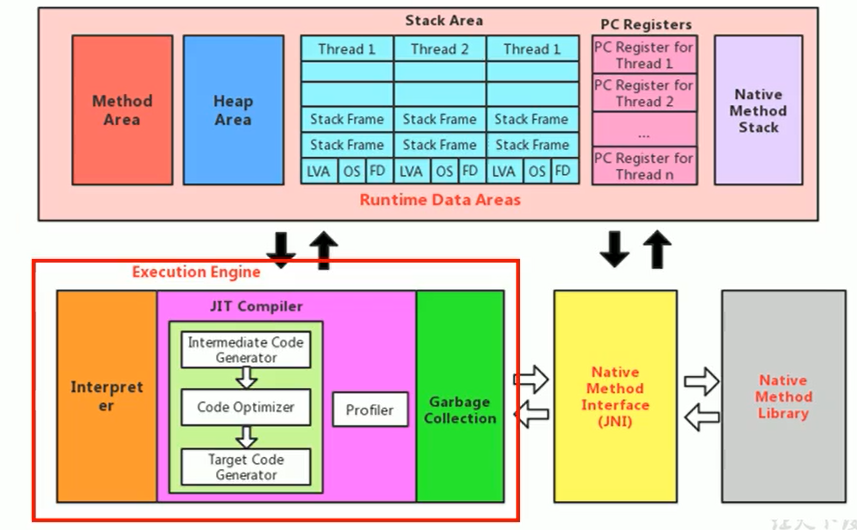 Stack Area
PC Registers
Method
Area
Heap
Area
Thread 1
Thread 2
Thread 1
Stack Frame
Stack Frame
Stack Frame
Stack Frame
Stack Frame
Stack Frame
LVA
OS
FD
LVA
OS
FD
LVA
OS
FD
PC Register for
Thread 1
PC Register for
Thread 2
...
PC Register for
Thread n
Native
Method
Stack
Runtime Data Areas
Execution Engine
Interpret
er
JIT Compiler
Intermediate Code
Generator
Code Optimizer
Target Code
Generator
Profiler
Garbage
Collection
Native
Method
Interface
(JNI)
Native
Method
Library